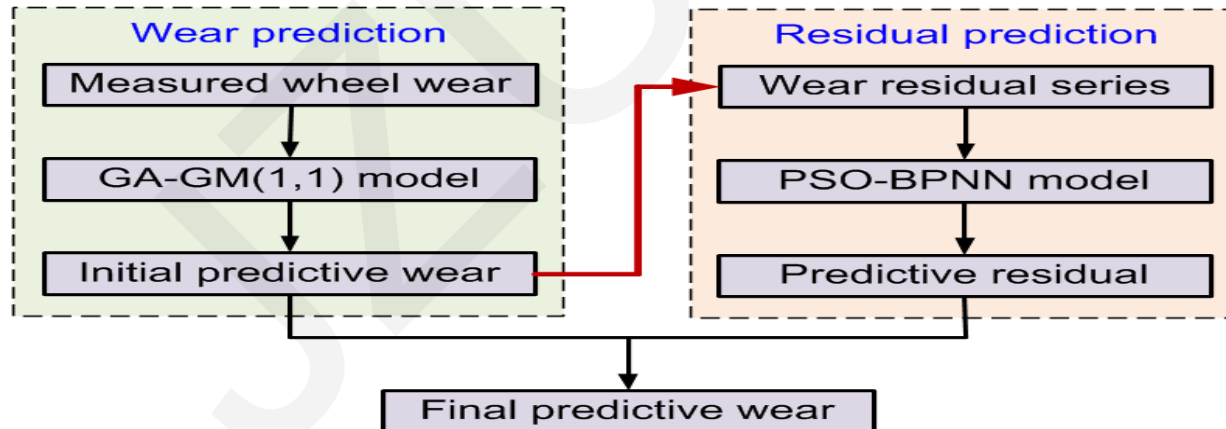 Wear prediction
Measured wheel wear
GA-GM(1,1) model
Initial predictive wear
Residual prediction
Wear residual series
PSO-BPNN model
Predictive residual
Final predictive wear